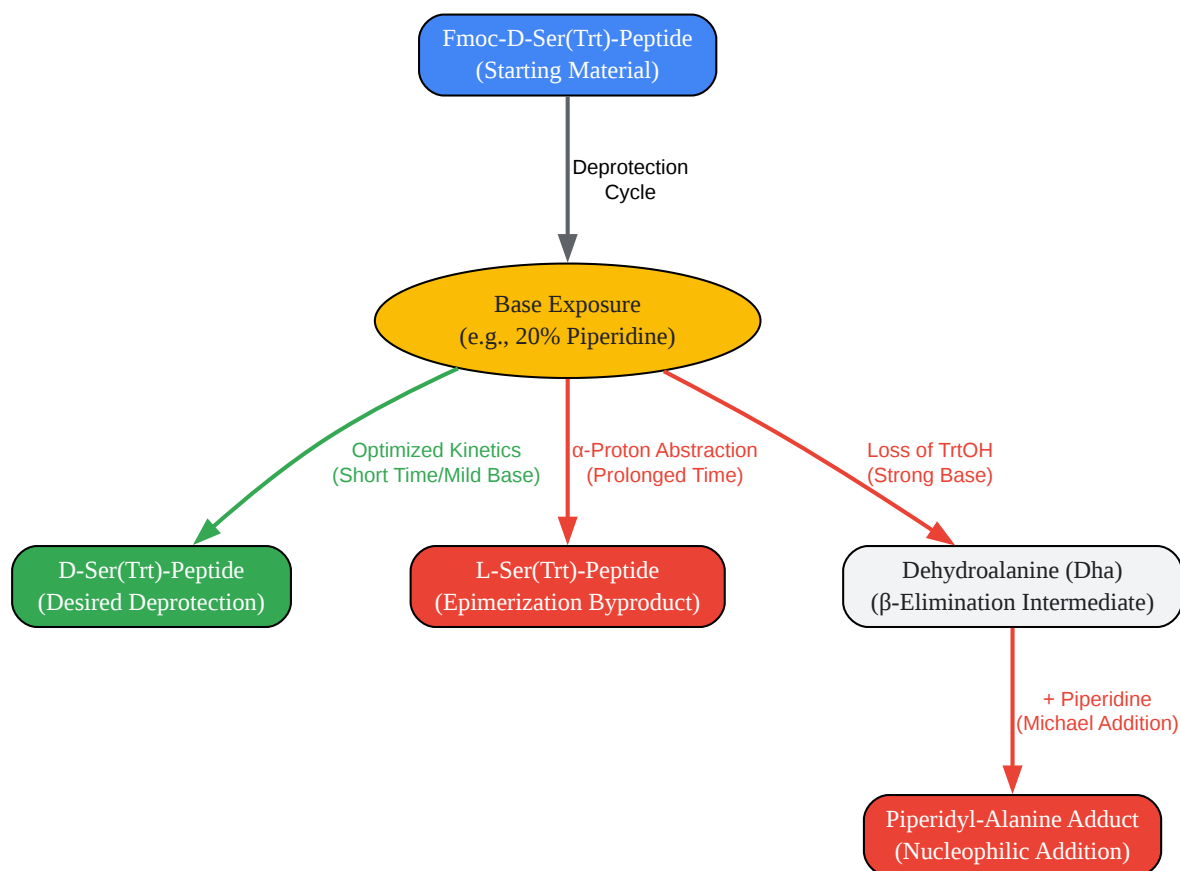 Fmoc-D-Ser(Trt)-Peptide
(Starting Material)
Deprotection
Cycle
Base Exposure
(e.g., 20% Piperidine)
Optimized Kinetics
(Short Time/Mild Base)
α-Proton Abstraction
(Prolonged Time)
Loss of TrtOH
(Strong Base)
D-Ser(Trt)-Peptide
(Desired Deprotection)
L-Ser(Trt)-Peptide
(Epimerization Byproduct)
Dehydroalanine (Dha)
(β-Elimination Intermediate)
+ Piperidine
(Michael Addition)
Piperidyl-Alanine Adduct
(Nucleophilic Addition)